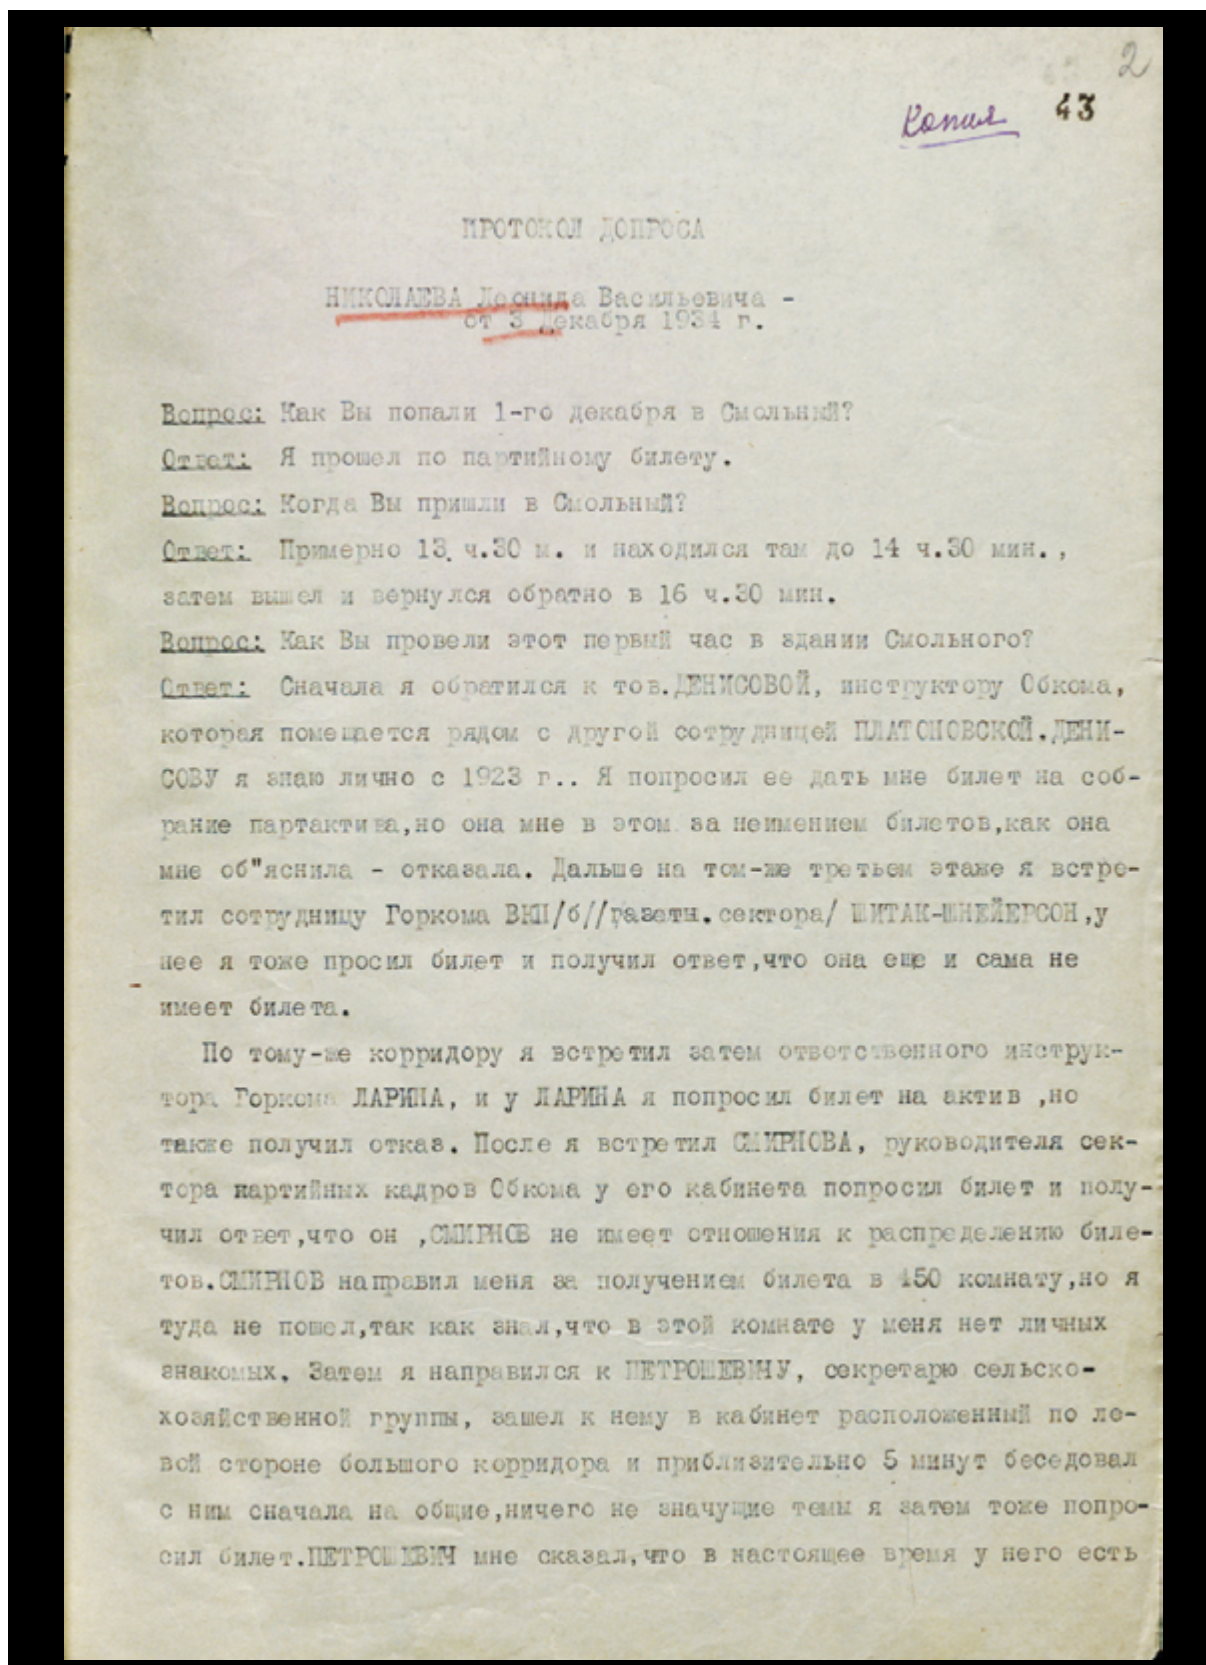 2
Копия 43
ПРОТОКОЛ ДОПРОСА
НИКОЛАЕВА Леонида Васильевича -
от 3 Декабря 1934 г.
Вопрос: Как Вы попали 1-го декабря в Смольный?
Ответ: Я прошел по партийному билету.
Вопрос: Когда Вы пришли в Смольный?
Ответ: Примерно 13. ч.30 м. и находился там до 14 ч.30 мин.,
затем вышел и вернулся обратно в 16 ч.30 мин.
Вопрос: Как Вы провели этот первый час в здании Смольного?
Ответ: Сначала я обратился к тов.ДЕНИСОВОЙ, инструктору Обкома,
которая помещается рядом с другой сотрудницей ПЛАТОНОВСКОЙ.ДЕНИ-
СОВУ я знаю лично с 1923 г.. Я попросил ее дать мне билет на соб-
рание партактива,но она мне в этом за неимением билетов,как она
мне об"яснила - отказала. Дальше на том-же третьем этаже я встре-
тил сотрудницу Горкома ВКП/б//газетн.сектора/ ШИТАК-ШНЕЙЕРСОН,у
нее я тоже просил билет и получил ответ,что она еще и сама не
имеет билета.
По тому-же корридору я встретил затем ответственного инструк-
тора Горкома ЛАРИНА, и у ЛАРИНА я попросил билет на актив ,но
также получил отказ. После я встретил СМИРНОВА, руководителя сек-
тора партийных кадров Обкома у его кабинета попросил билет и полу-
чил ответ,что он ,СМИРНОВ не имеет отношения к распределению биле-
тов.СМИРНОВ направил меня за получением билета в 450 комнату,но я
туда не пошел,так как знал,что в этой комнате у меня нет личных
знакомых. Затем я направился к ПЕТРОШЕВИЧУ, секретарю сельско-
хозяйственной группы, зашел к нему в кабинет расположенный по ле-
вой стороне большого корридора и приблизительно 5 минут беседовал
с ним сначала на общие,ничего не значущие темы я затем тоже попро-
сил билет.ПЕТРОШЕВИЧ мне сказал,что в настоящее время у него есть